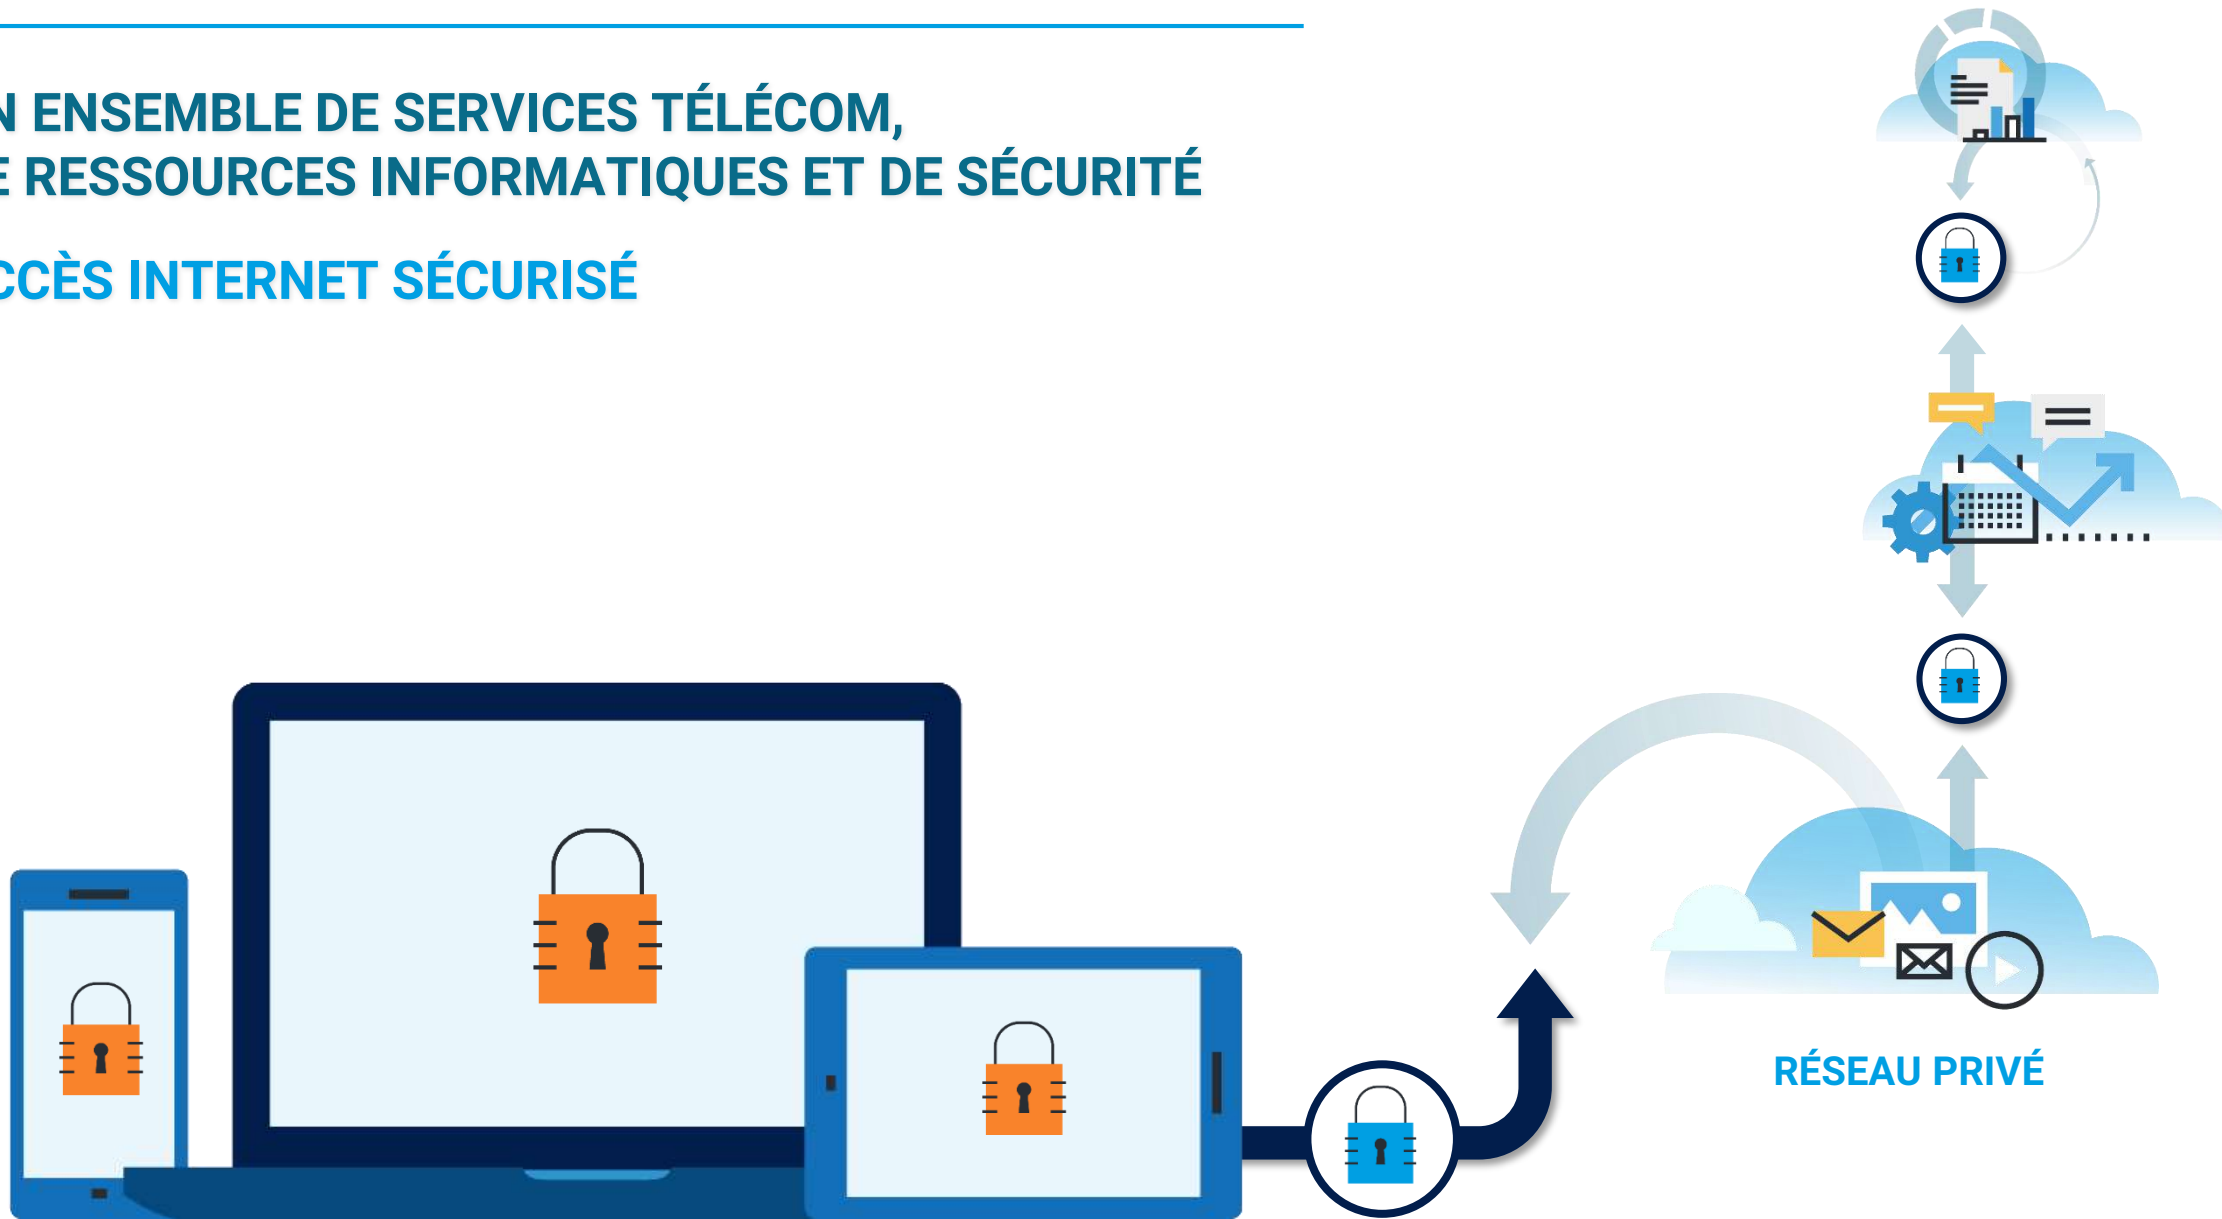 N ENSEMBLE DE SERVICES TÉLÉCOM,
E RESSOURCES INFORMATIQUES ET DE SÉCURITÉ
CCÈS INTERNET SÉCURISÉ
RÉSEAU PRIVÉ